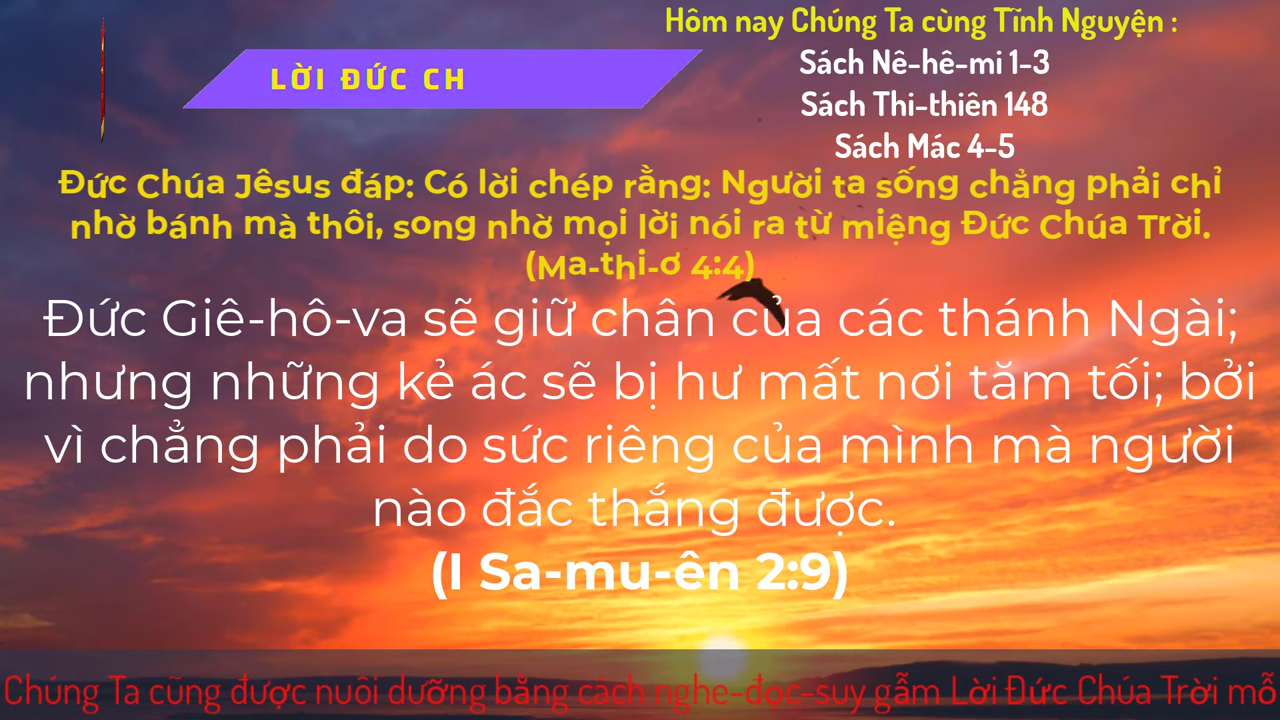 Hôm nay Chúng Ta cùng Tĩnh Nguyện :
Sách Nê-hê-mi 1-3
Sách Thi-thiên 148
Sách Mác 4-5
LỜI ĐỨC CH
Đức Chúa Jêsus đáp: Có lời chép rằng: Người ta sống chẳng phải chỉ
nhờ bánh mà thôi, song nhờ mọi lời nói ra từ miệng Đức Chúa Trời.
(Ma-thi-ơ 4:4)
Đức Giê-hô-va sẽ giữ chân của các thánh Ngài;
nhưng những kẻ ác sẽ bị hư mất nơi tăm tối; bởi
vì chẳng phải do sức riêng của mình mà người
nào đắc thắng được.
(I Sa-mu-ên 2:9)
Chúng Ta cũng được nuôi dưỡng bằng cách nghe-đọc-suy gẫm Lời Đức Chúa Trời mỗ